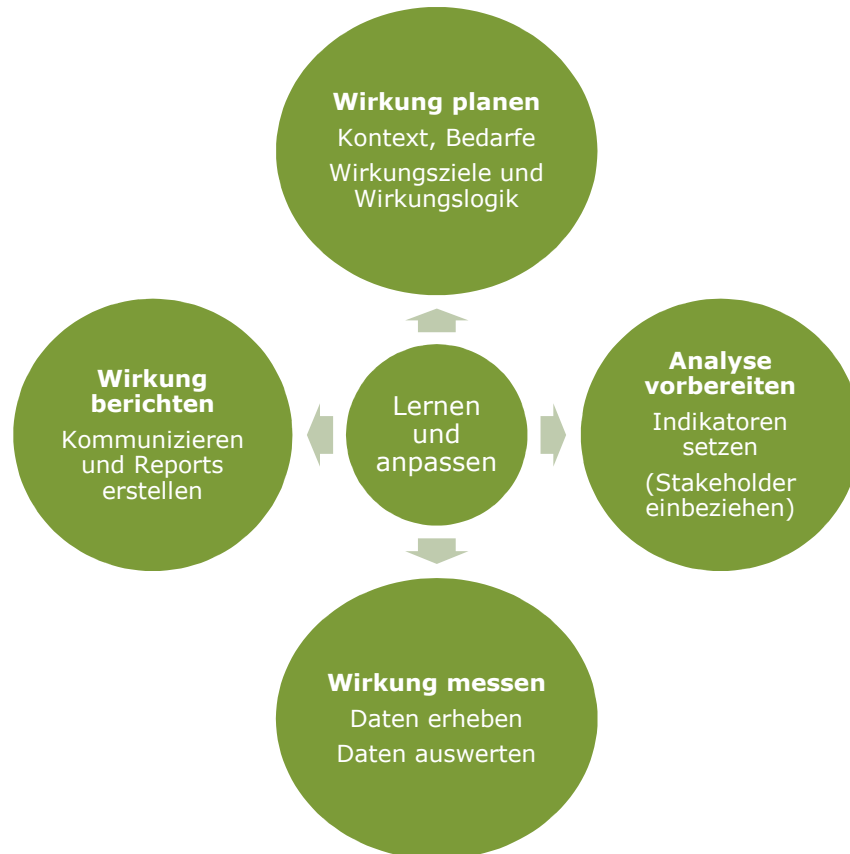 Wirkung planen
Kontext, Bedarfe
Wirkungsziele und
Wirkungslogik
Wirkung
berichten
Kommunizieren
und Reports
erstellen
Lernen
und
anpassen
Analyse
vorbereiten
Indikatoren
setzen
(Stakeholder
einbeziehen)
Wirkung messen
Daten erheben
Daten auswerten